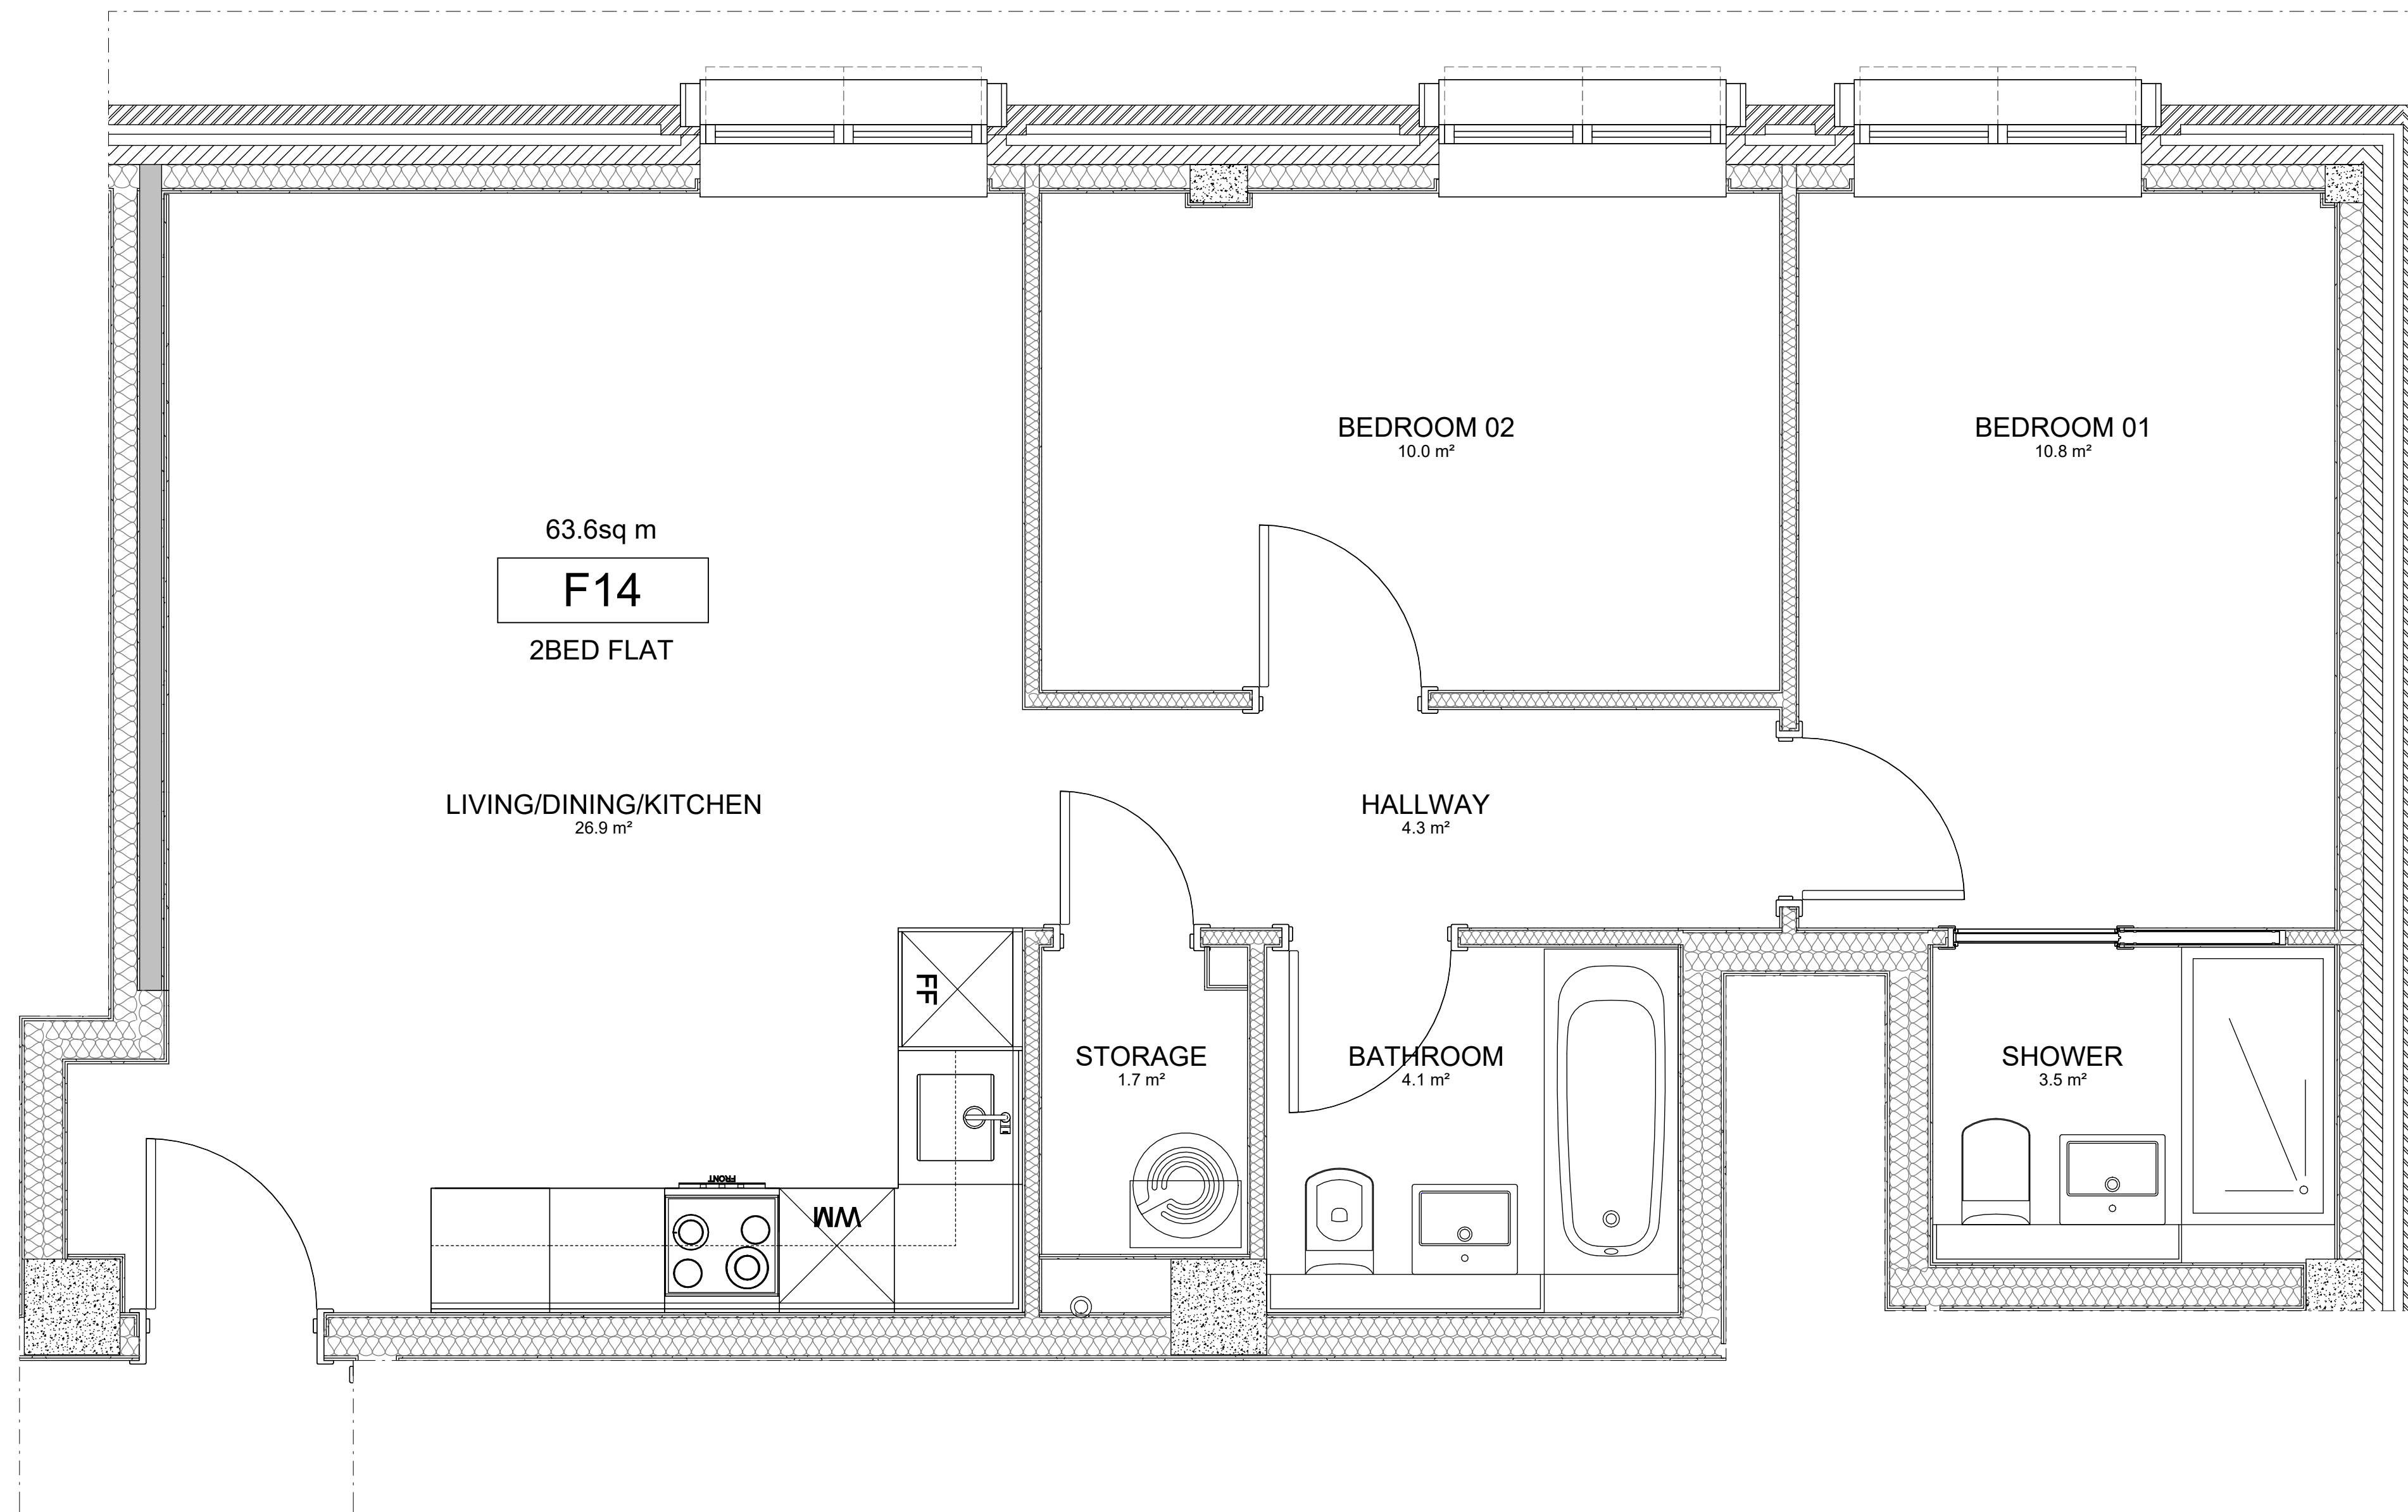 BEDROOM 02
10.0 m²
BEDROOM 01
10.8 m²
63.6sq m
F14
2BED FLAT
LIVING/DINING/KITCHEN
26.9 m²
HALLWAY
4.3 m²
FF
STORAGE
1.7 m²
BATHROOM
4.1 m²
SHOWER
3.5 m²
FRONT
WM